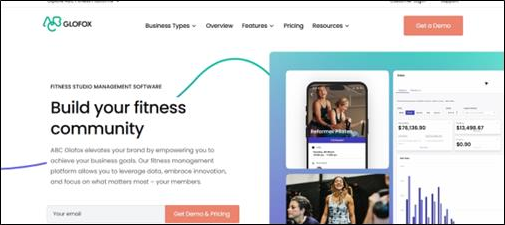 ABC GLOFOX
Business Types Overview Features Pricing Resources
Get a Demo
FITNESS STUDIO MANAGEMENT SOFTWARE
Build your fitness
community
ABC Glofox elevates your brand by empowering you to
achieve your business goals. Our fitness management
platform allows you to leverage data, embrace innovation,
and focus on what matters most – your members.
Your email
Get Demo & Pricing
Reformer Pilates
$76,136.90
$13,498.67
$0.90